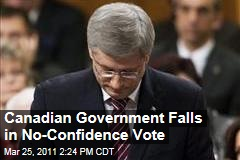 Canadian Government Falls
in No-Confidence Vote
Mar 25, 2011 2:24 PM CDT